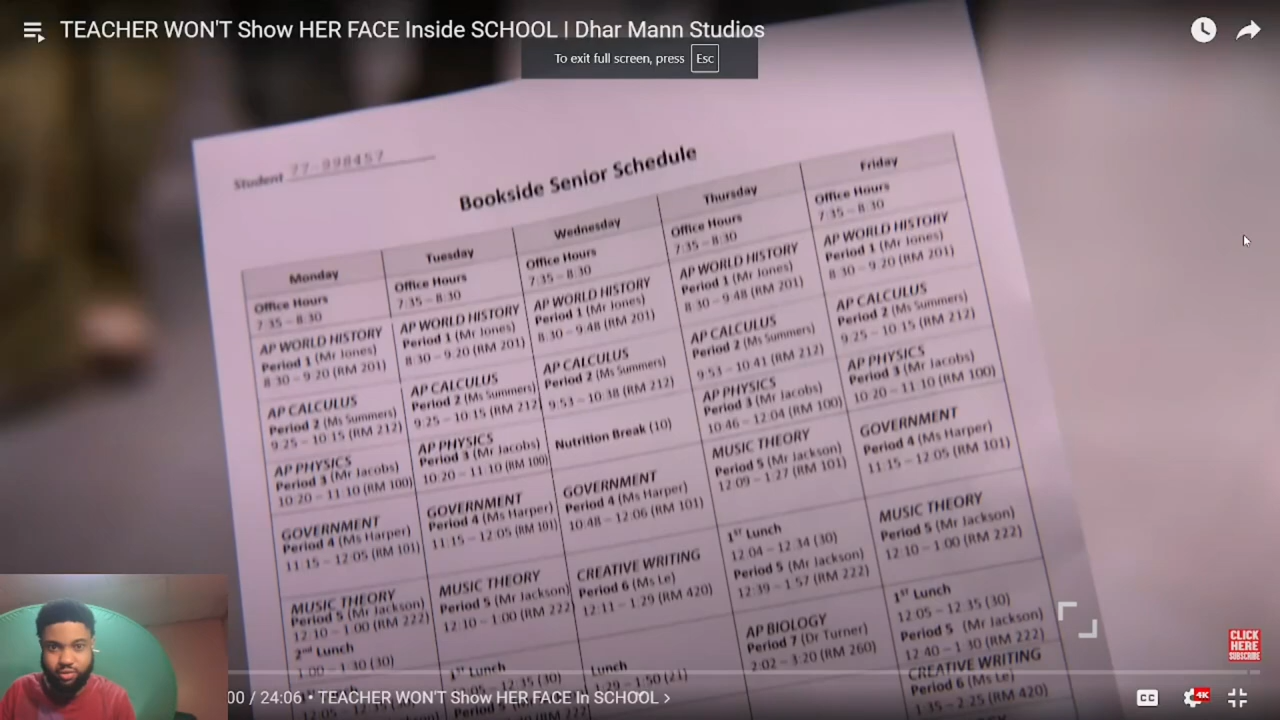 TEACHER WON'T Show HER FACE Inside SCHOOL | Dhar Mann Studios
To exit full screen, press Esc
Student 77-998457
Bookside Senior Schedule
Monday
Office Hours
7:35 – 8:30
AP WORLD HISTORY
Period 1 (Mr Jones)
8:30 – 9:20 (RM 201)
AP CALCULUS
Period 2 (Ms Summers)
9:25 – 10:15 (RM 212)
AP PHYSICS
Period 3 (Mr Jacobs)
10:20 – 11:10 (RM 100)
GOVERNMENT
Period 4 (Ms Harper)
11:15 – 12:05 (RM 101)
MUSIC THEORY
Period 5 (Mr Jackson)
12:10 – 1:00 (RM 222)
2nd Lunch
1:00 – 1:30 (30)
Tuesday
Office Hours
7:35 – 8:30
AP WORLD HISTORY
Period 1 (Mr Jones)
8:30 – 9:20 (RM 201)
AP CALCULUS
Period 2 (Ms Summers)
9:25 – 10:15 (RM 212)
AP PHYSICS
Period 3 (Mr Jacobs)
10:20 – 11:10 (RM 100)
GOVERNMENT
Period 4 (Ms Harper)
11:15 – 12:05 (RM 101)
MUSIC THEORY
Period 5 (Mr Jackson)
12:10 – 1:00 (RM 222)
1st Lunch
Wednesday
Office Hours
7:35 – 8:30
AP WORLD HISTORY
Period 1 (Mr Jones)
8:30 – 9:48 (RM 201)
AP CALCULUS
Period 2 (Ms Summers)
9:53 – 10:38 (RM 212)
Nutrition Break (10)
GOVERNMENT
Period 4 (Ms Harper)
10:48 – 12:06 (RM 101)
CREATIVE WRITING
Period 6 (Ms Le)
12:11 – 1:29 (RM 420)
Lunch
1:29 – 1:50 (21)
Thursday
Office Hours
7:35 – 8:30
AP WORLD HISTORY
Period 1 (Mr Jones)
8:30 – 9:48 (RM 201)
AP CALCULUS
Period 2 (Ms Summers)
9:53 – 10:41 (RM 212)
AP PHYSICS
Period 3 (Mr Jacobs)
10:46 – 12:04 (RM 100)
MUSIC THEORY
Period 5 (Mr Jackson)
12:09 – 1:27 (RM 101)
1st Lunch
12:04 – 12:34 (30)
Period 5 (Mr Jackson)
12:39 – 1:57 (RM 222)
AP BIOLOGY
Period 7 (Dr Turner)
2:02 – 3:20 (RM 260)
Friday
Office Hours
7:35 – 8:30
AP WORLD HISTORY
Period 1 (Mr Jones)
8:30 – 9:20 (RM 201)
AP CALCULUS
Period 2 (Ms Summers)
9:25 – 10:15 (RM 212)
AP PHYSICS
Period 3 (Mr Jacobs)
10:20 – 11:10 (RM 100)
GOVERNMENT
Period 4 (Ms Harper)
11:15 – 12:05 (RM 101)
MUSIC THEORY
Period 5 (Mr Jackson)
12:10 – 1:00 (RM 222)
1st Lunch
12:05 – 12:35 (30)
Period 5 (Mr Jackson)
12:40 – 1:30 (RM 222)
CREATIVE WRITING
Period 6 (Ms Le)
1:35 – 2:25 (RM 420)
CLICK
HERE
SUBSCRIBE
00 / 24:06 • TEACHER WON'T Show HER FACE In SCHOOL >
CC
4K